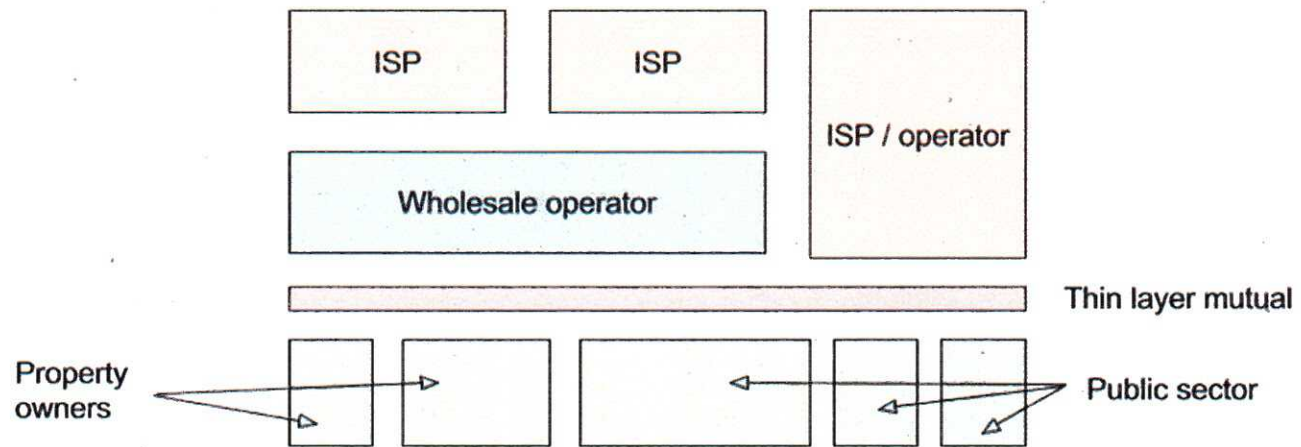 ISP
ISP
ISP / operator
Wholesale operator
Thin layer mutual
Property
owners
Public sector